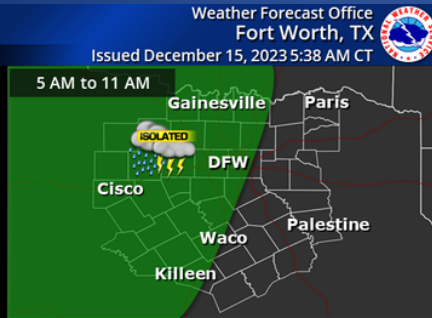 Weather Forecast Office
Fort Worth, TX
Issued December 15, 2023 5:38 AM CT
5 AM to 11 AM
Gainesville
Paris
ISOLATED
DFW
Cisco
Palestine
Waco
Killeen